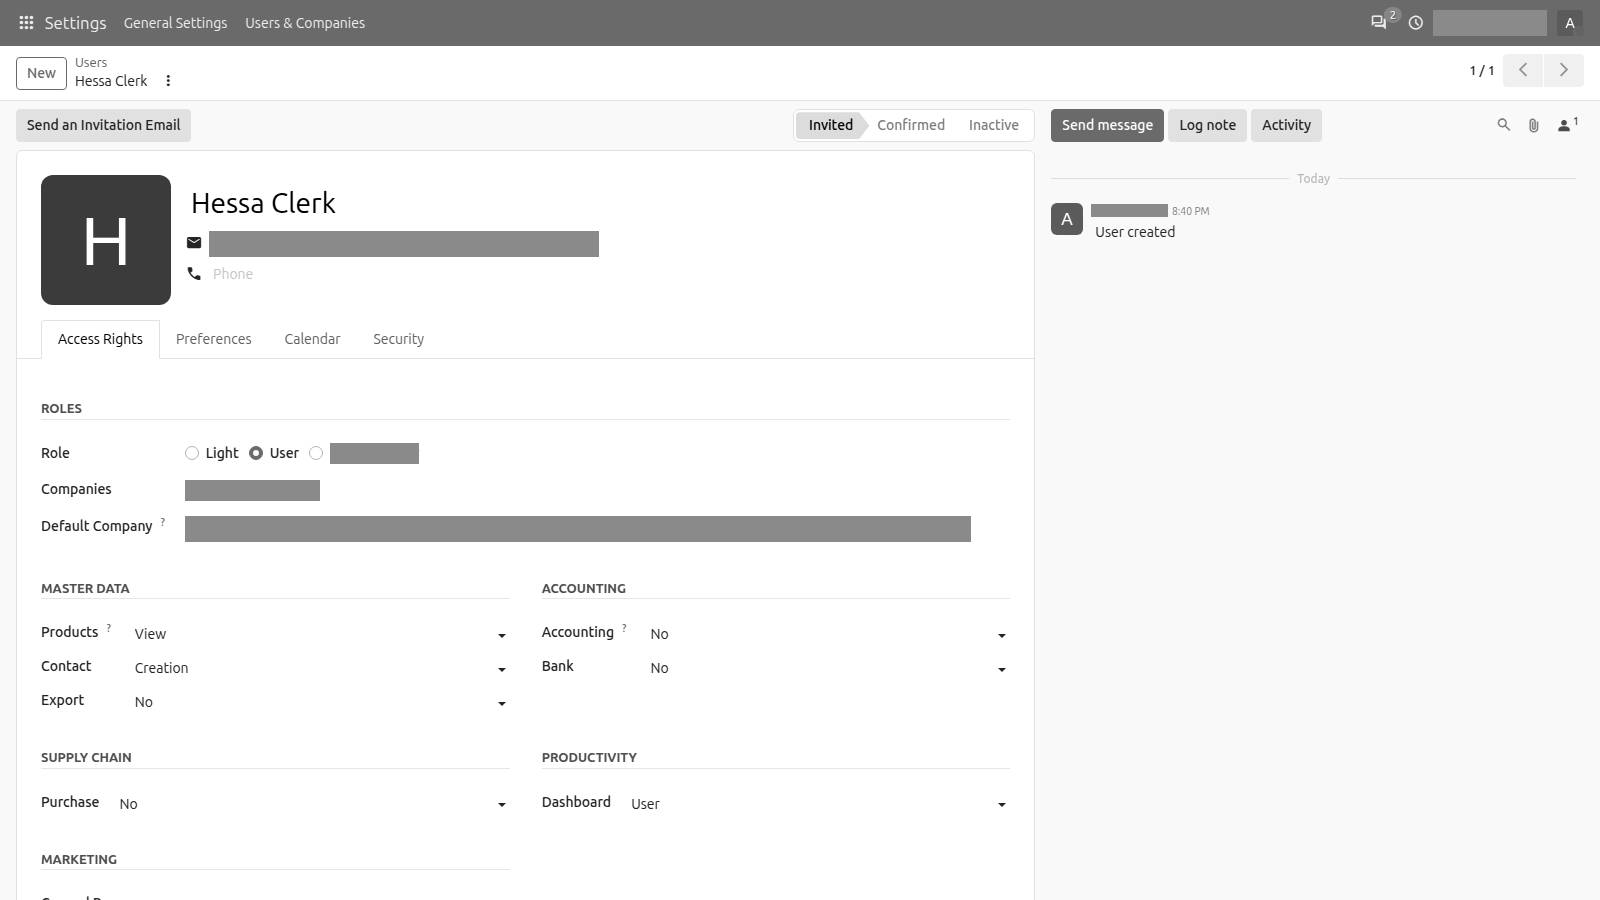 Settings General Settings Users & Companies 2 A
New Users
Hessa Clerk
1 / 1
Send an Invitation Email Invited Confirmed Inactive Send message Log note Activity 1
Today
H
Hessa Clerk
A 8:40 PM
User created
Phone
Access Rights Preferences Calendar Security
ROLES
Role Light User
Companies
Default Company ?
MASTER DATA ACCOUNTING
Products ? View Accounting ? No
Contact Creation Bank No
Export No
SUPPLY CHAIN PRODUCTIVITY
Purchase No Dashboard User
MARKETING